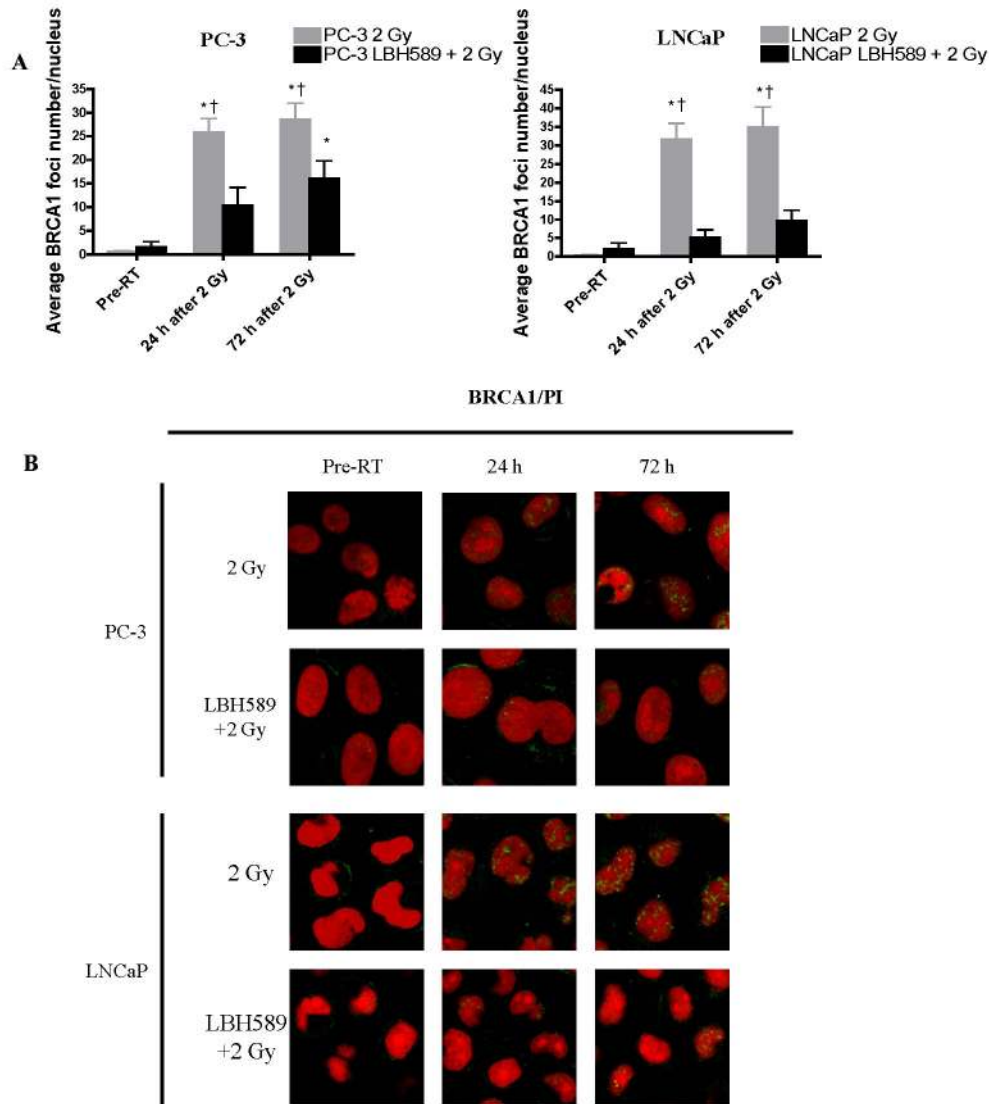 A
PC-3
PC-3 2 Gy
PC-3 LBH589 + 2 Gy
Average BRCA1 foci number/nucleus
35
30
25
20
15
10
5
0
*†
*†
*
Pre-RT
24 h after 2 Gy
72 h after 2 Gy
LNCaP
LNCaP 2 Gy
LNCaP LBH589 + 2 Gy
Average BRCA1 foci number/nucleus
45
40
35
30
25
20
15
10
5
0
*†
*†
Pre-RT
24 h after 2 Gy
72 h after 2 Gy
BRCA1/PI
B
Pre-RT 24 h 72 h
PC-3
2 Gy
LBH589
+2 Gy
LNCaP
2 Gy
LBH589
+2 Gy